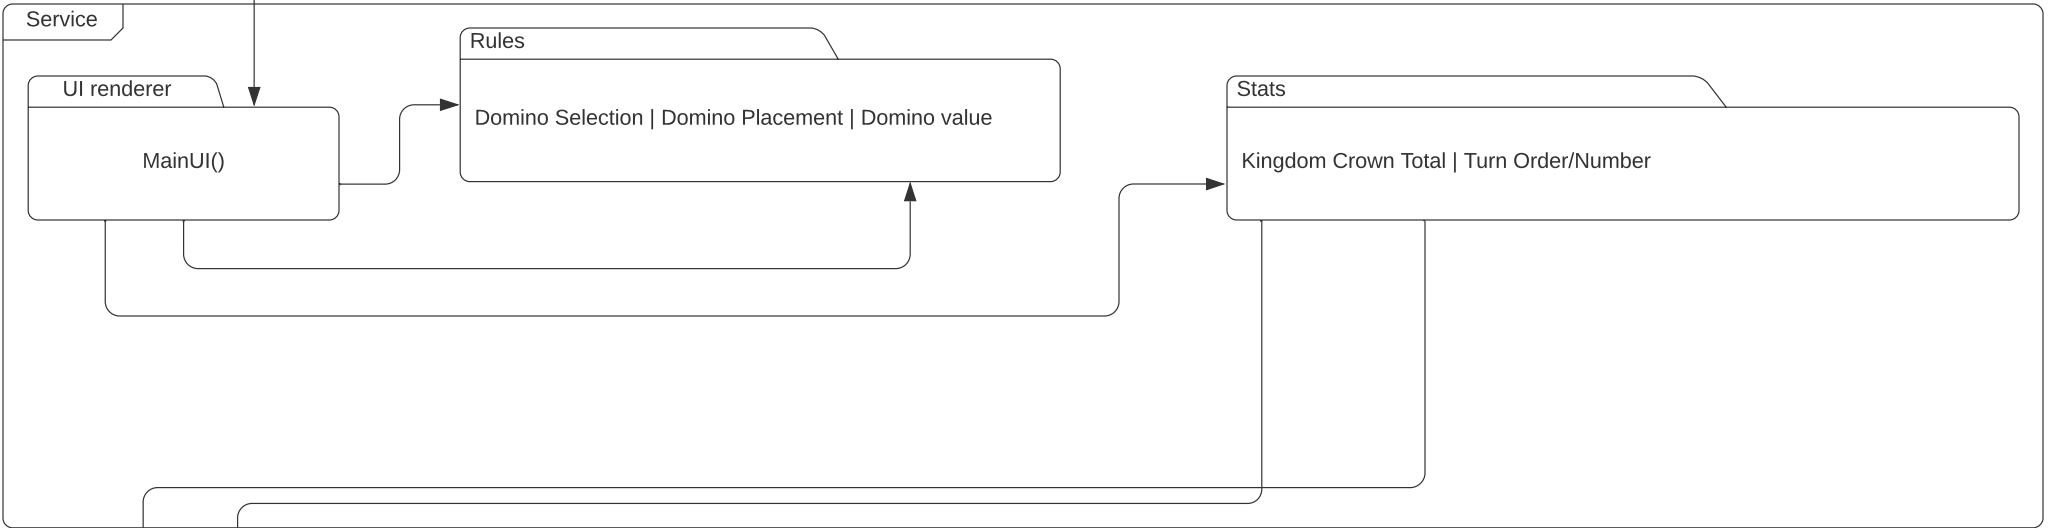 Service
Rules
UI renderer
Stats
Domino Selection | Domino Placement | Domino value
MainUI()
Kingdom Crown Total | Turn Order/Number